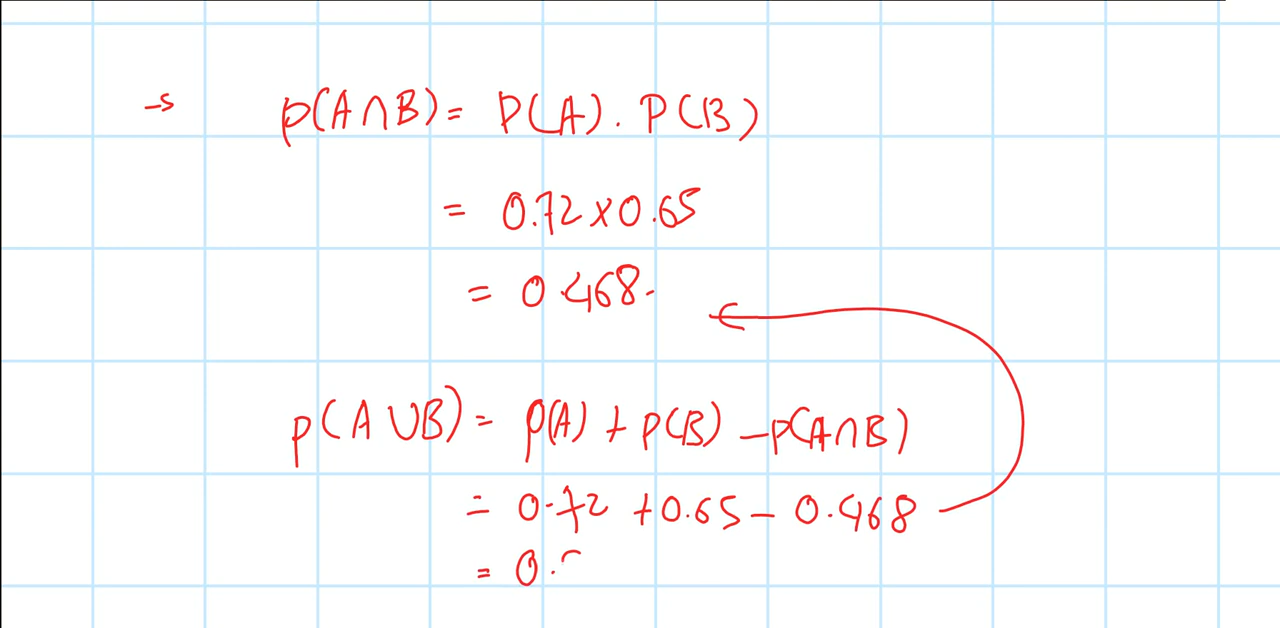 → P(A∩B) = P(A) . P(B)
= 0.72 x 0.65
= 0.468.
P(A∪B) = P(A) + P(B) - P(A∩B)
= 0.72 + 0.65 - 0.468
= 0.